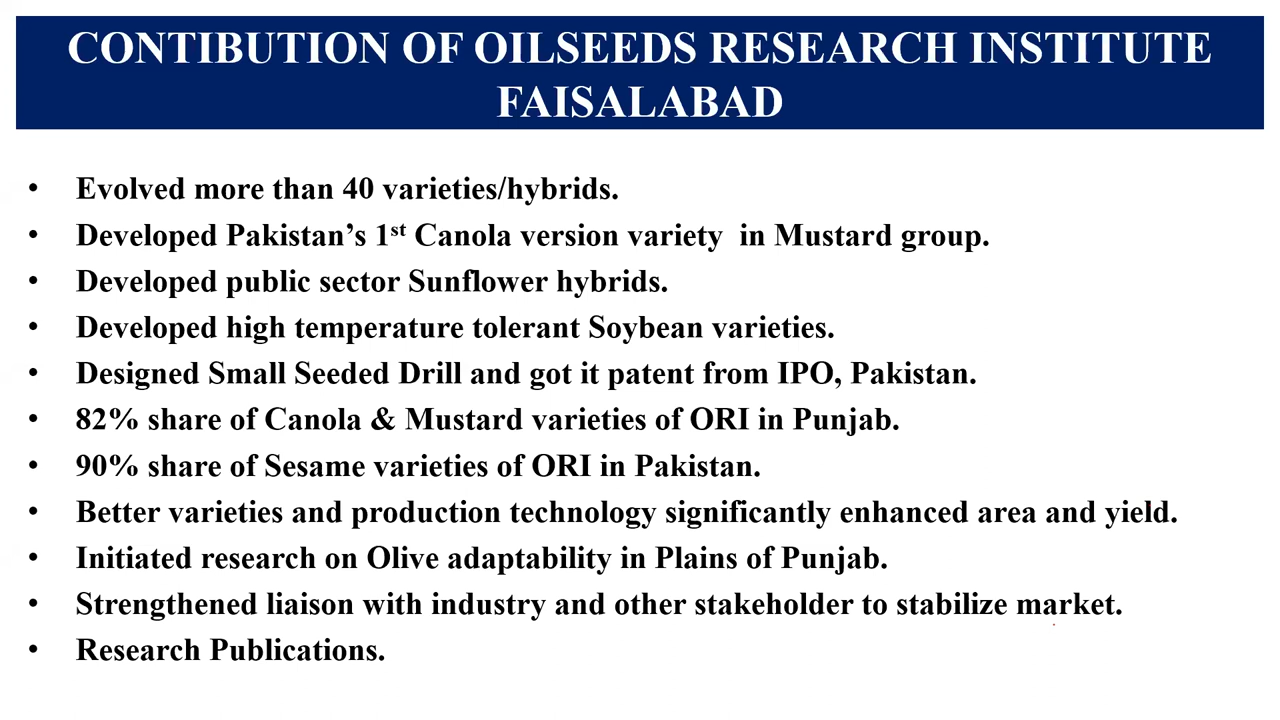 CONTIBUTION OF OILSEEDS RESEARCH INSTITUTE
FAISALABAD
• Evolved more than 40 varieties/hybrids.
• Developed Pakistan’s 1st Canola version variety  in Mustard group.
• Developed public sector Sunflower hybrids.
• Developed high temperature tolerant Soybean varieties.
• Designed Small Seeded Drill and got it patent from IPO, Pakistan.
• 82% share of Canola & Mustard varieties of ORI in Punjab.
• 90% share of Sesame varieties of ORI in Pakistan.
• Better varieties and production technology significantly enhanced area and yield.
• Initiated research on Olive adaptability in Plains of Punjab.
• Strengthened liaison with industry and other stakeholder to stabilize market.
• Research Publications.